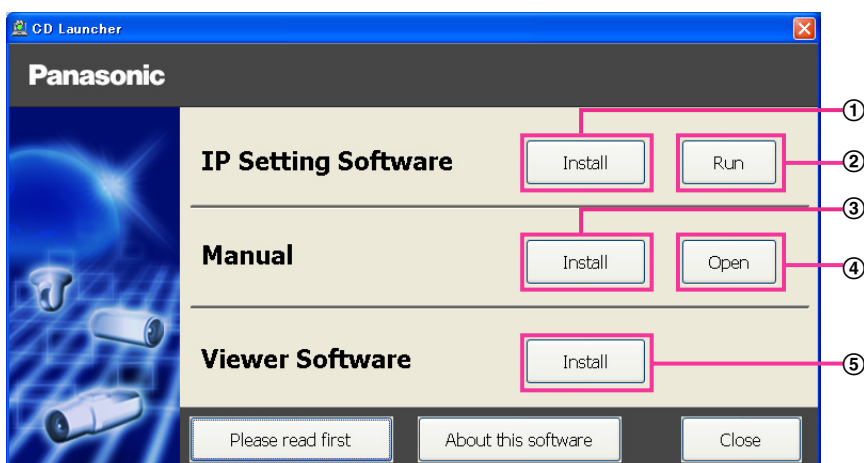 CD Launcher
Panasonic
①
IP Setting Software Install Run ②
③
Manual Install Open ④
Viewer Software Install ⑤
Please read first About this software Close